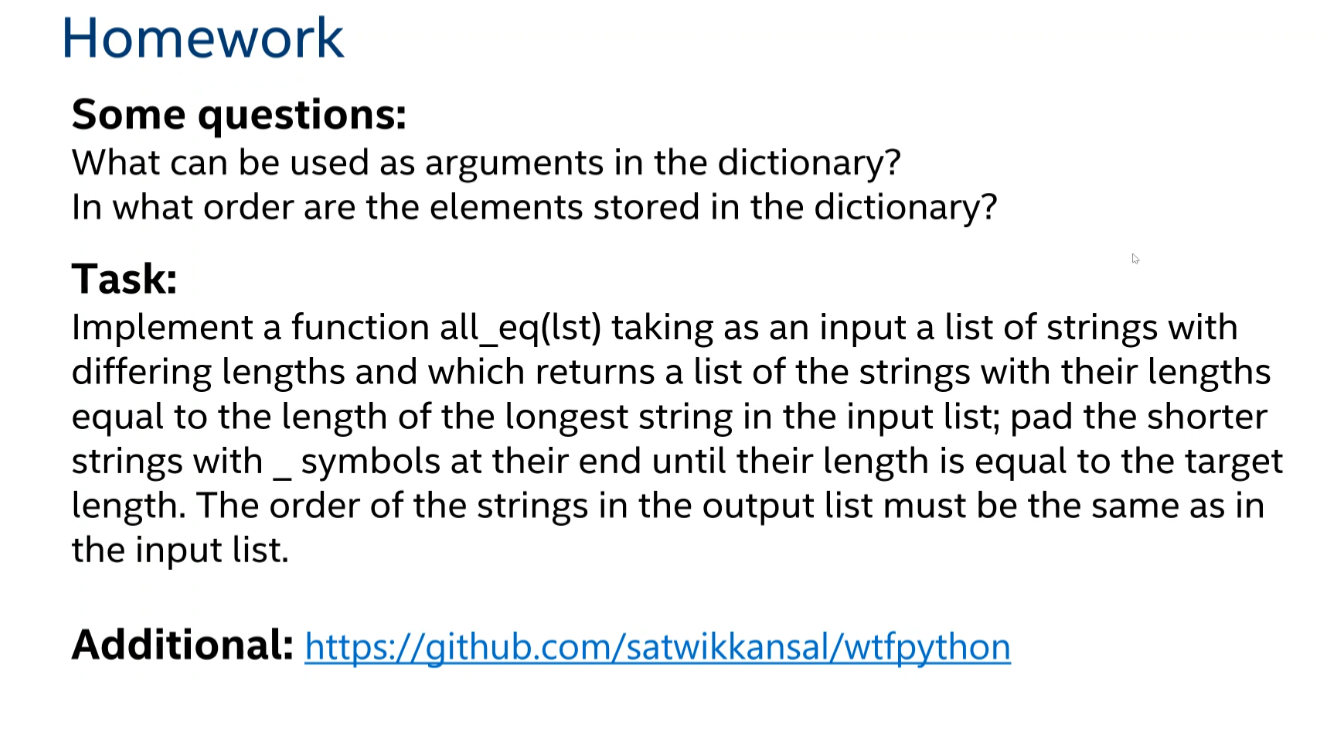 Homework
Some questions:
What can be used as arguments in the dictionary?
In what order are the elements stored in the dictionary?
Task:
Implement a function all_eq(lst) taking as an input a list of strings with
differing lengths and which returns a list of the strings with their lengths
equal to the length of the longest string in the input list; pad the shorter
strings with _ symbols at their end until their length is equal to the target
length. The order of the strings in the output list must be the same as in
the input list.
Additional: https://github.com/satwikkansal/wtfpython